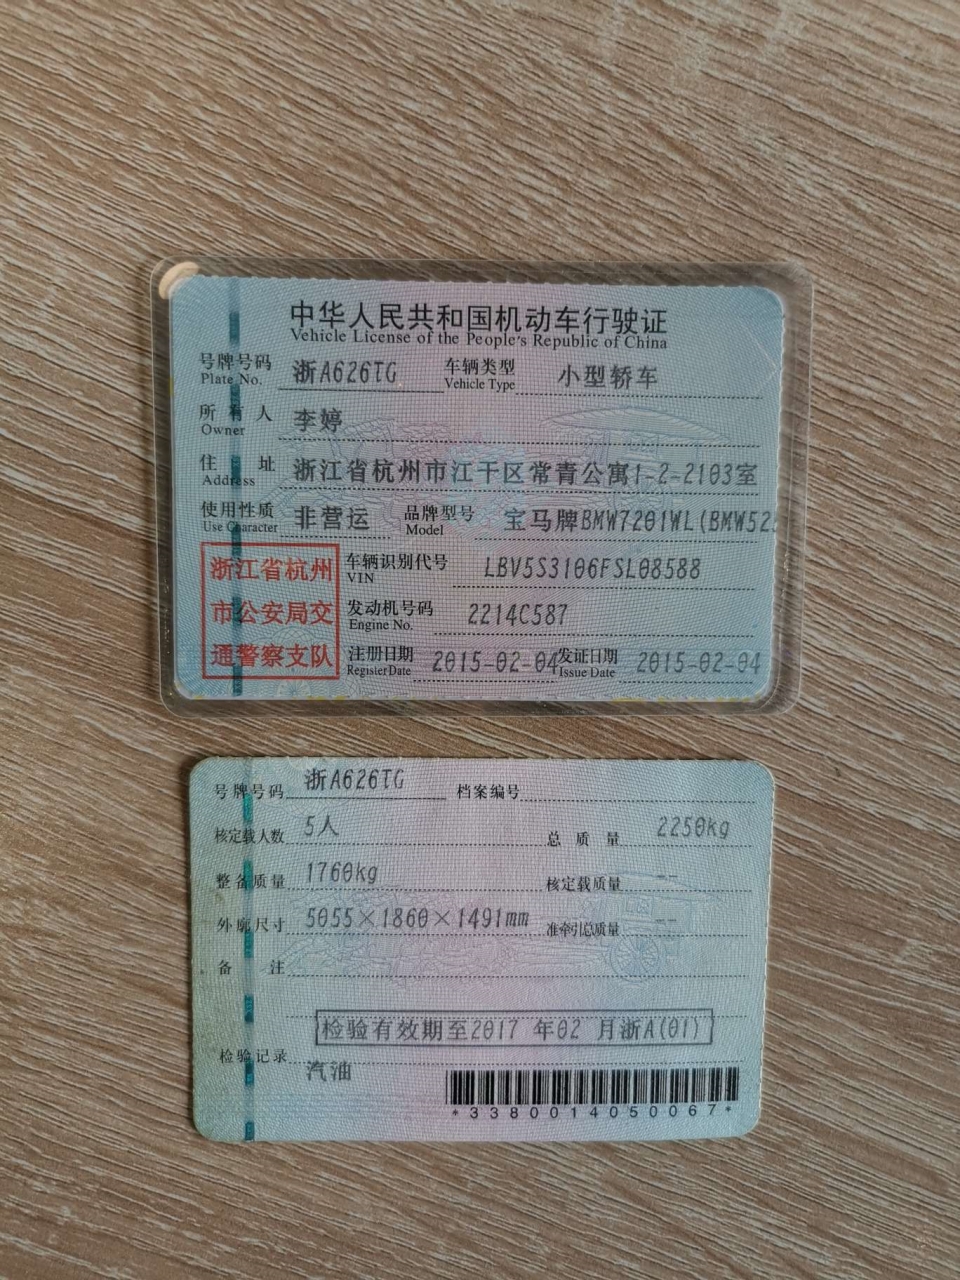 中华人民共和国机动车行驶证
Vehicle License of the People's Republic of China
号牌号码 浙A626TG 车辆类型 小型轿车
Plate No. Vehicle Type
所有人 李婷
Owner
住址 浙江省杭州市江干区常青公寓1-2-2103室
Address
使用性质 非营运 品牌型号 宝马牌BMW7201WL(BMW52
Use Character Model
浙江省杭州 车辆识别代号 LBV5S3106FSL08588
VIN
市公安局交 发动机号码 2214C587
Engine No.
通警察支队 注册日期 2015-02-04 发证日期 2015-02-04
Register Date Issue Date
号牌号码 浙A626TG 档案编号
核定载人数 5人 总质量 2250kg
整备质量 1760kg 核定载质量 --
外廓尺寸 5055×1860×1491mm 准牵引总质量 --
备注
检验有效期至2017 年02 月浙A(01)
检验记录
汽油
*3380014050067*